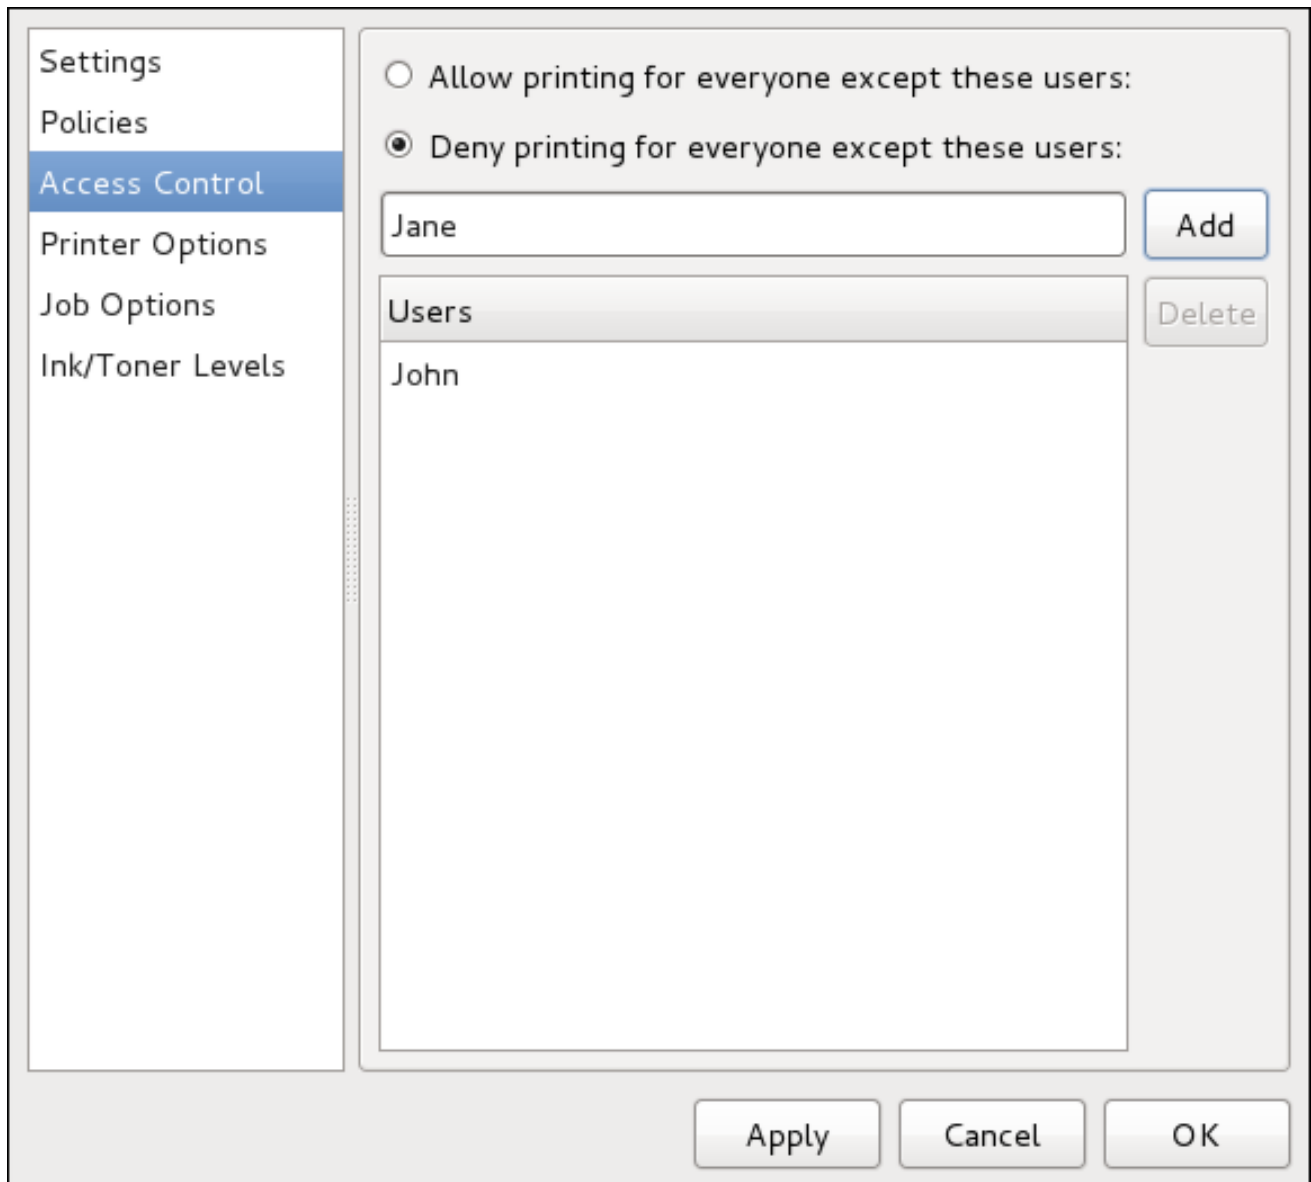 Settings
Policies
Access Control
Printer Options
Job Options
Ink/Toner Levels
Allow printing for everyone except these users:
Deny printing for everyone except these users:
Jane
Add
Users
Delete
John
Apply
Cancel
OK